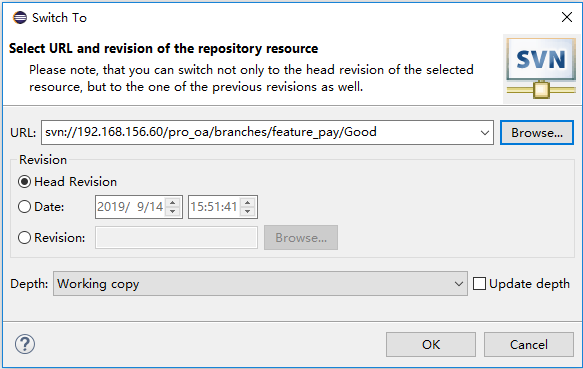 Switch To
Select URL and revision of the repository resource
Please note, that you can switch not only to the head revision of the selected
resource, but to the one of the previous revisions as well.
SVN
URL: svn://192.168.156.60/pro_oa/branches/feature_pay/Good Browse...
Revision
Head Revision
Date: 2019/ 9/14 15:51:41
Revision: Browse...
Depth: Working copy Update depth
? OK Cancel